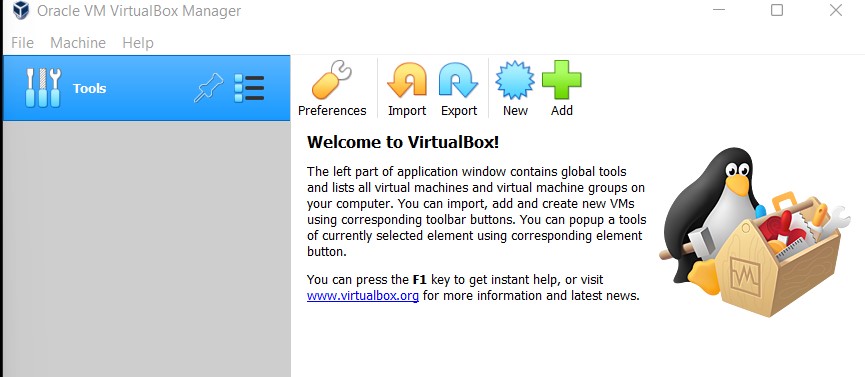 Oracle VM VirtualBox Manager
File Machine Help
Tools
Preferences Import Export New Add
Welcome to VirtualBox!
The left part of application window contains global tools
and lists all virtual machines and virtual machine groups on
your computer. You can import, add and create new VMs
using corresponding toolbar buttons. You can popup a tools
of currently selected element using corresponding element
button.
You can press the F1 key to get instant help, or visit
www.virtualbox.org for more information and latest news.